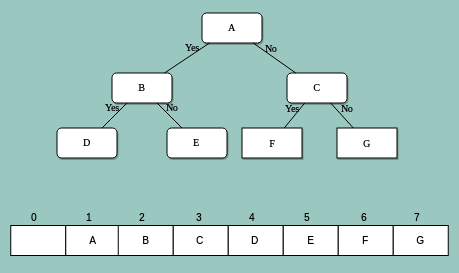 A
Yes No
B C
Yes No Yes No
D E F G
0 1 2 3 4 5 6 7
A B C D E F G